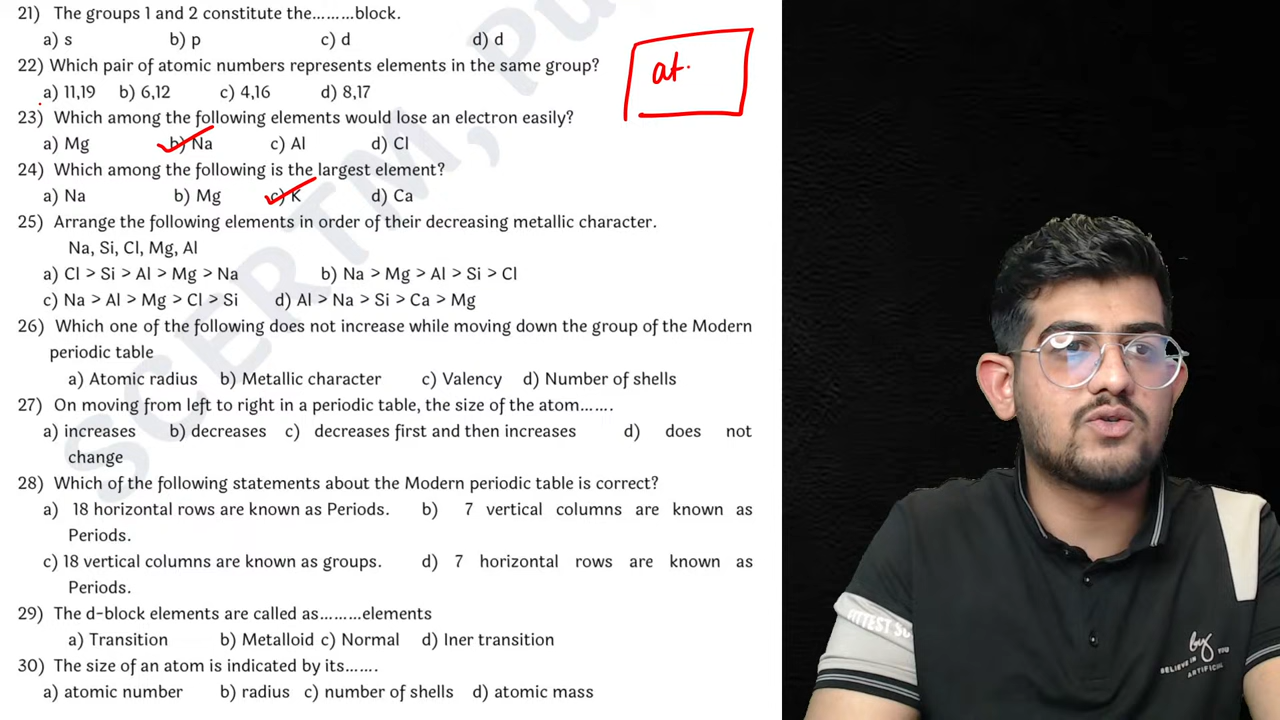 21) The groups 1 and 2 constitute the………block.
a) s b) p c) d d) d
22) Which pair of atomic numbers represents elements in the same group?
a) 11,19 b) 6,12 c) 4,16 d) 8,17
at.
23) Which among the following elements would lose an electron easily?
a) Mg b) Na c) Al d) Cl
24) Which among the following is the largest element?
a) Na b) Mg c) K d) Ca
25) Arrange the following elements in order of their decreasing metallic character.
Na, Si, Cl, Mg, Al
a) Cl > Si > Al > Mg > Na b) Na > Mg > Al > Si > Cl
c) Na > Al > Mg > Cl > Si d) Al > Na > Si > Ca > Mg
26) Which one of the following does not increase while moving down the group of the Modern
periodic table
a) Atomic radius b) Metallic character c) Valency d) Number of shells
27) On moving from left to right in a periodic table, the size of the atom…….
a) increases b) decreases c) decreases first and then increases d) does not
change
28) Which of the following statements about the Modern periodic table is correct?
a) 18 horizontal rows are known as Periods. b) 7 vertical columns are known as
Periods.
c) 18 vertical columns are known as groups. d) 7 horizontal rows are known as
Periods.
29) The d-block elements are called as………elements
a) Transition b) Metalloid c) Normal d) Iner transition
30) The size of an atom is indicated by its…….
a) atomic number b) radius c) number of shells d) atomic mass
SCERTM, Pu
by
BELIEVE IN YOU
ARTIFICIAL